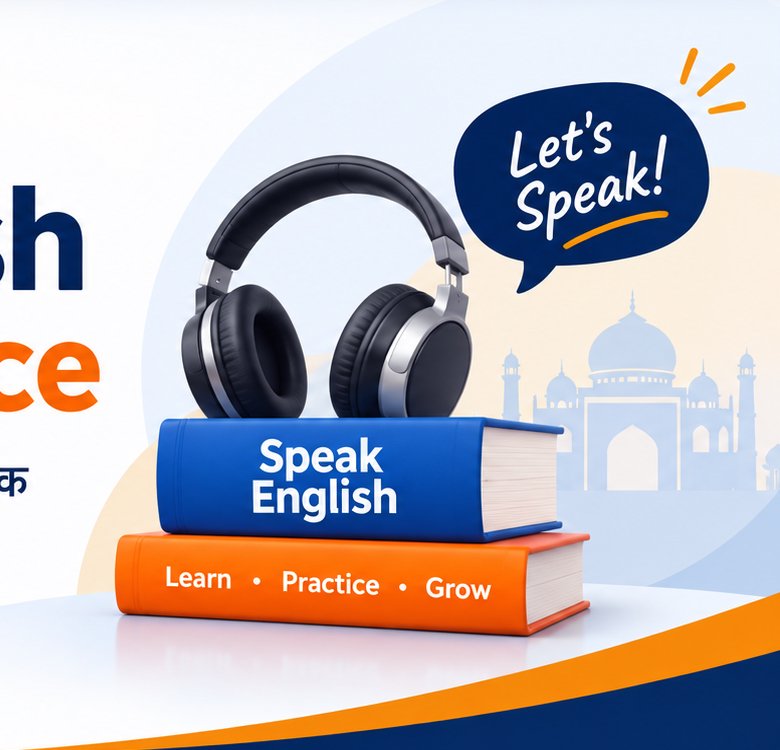 sh
ce
क
Let's
Speak!
Speak
English
Learn • Practice • Grow